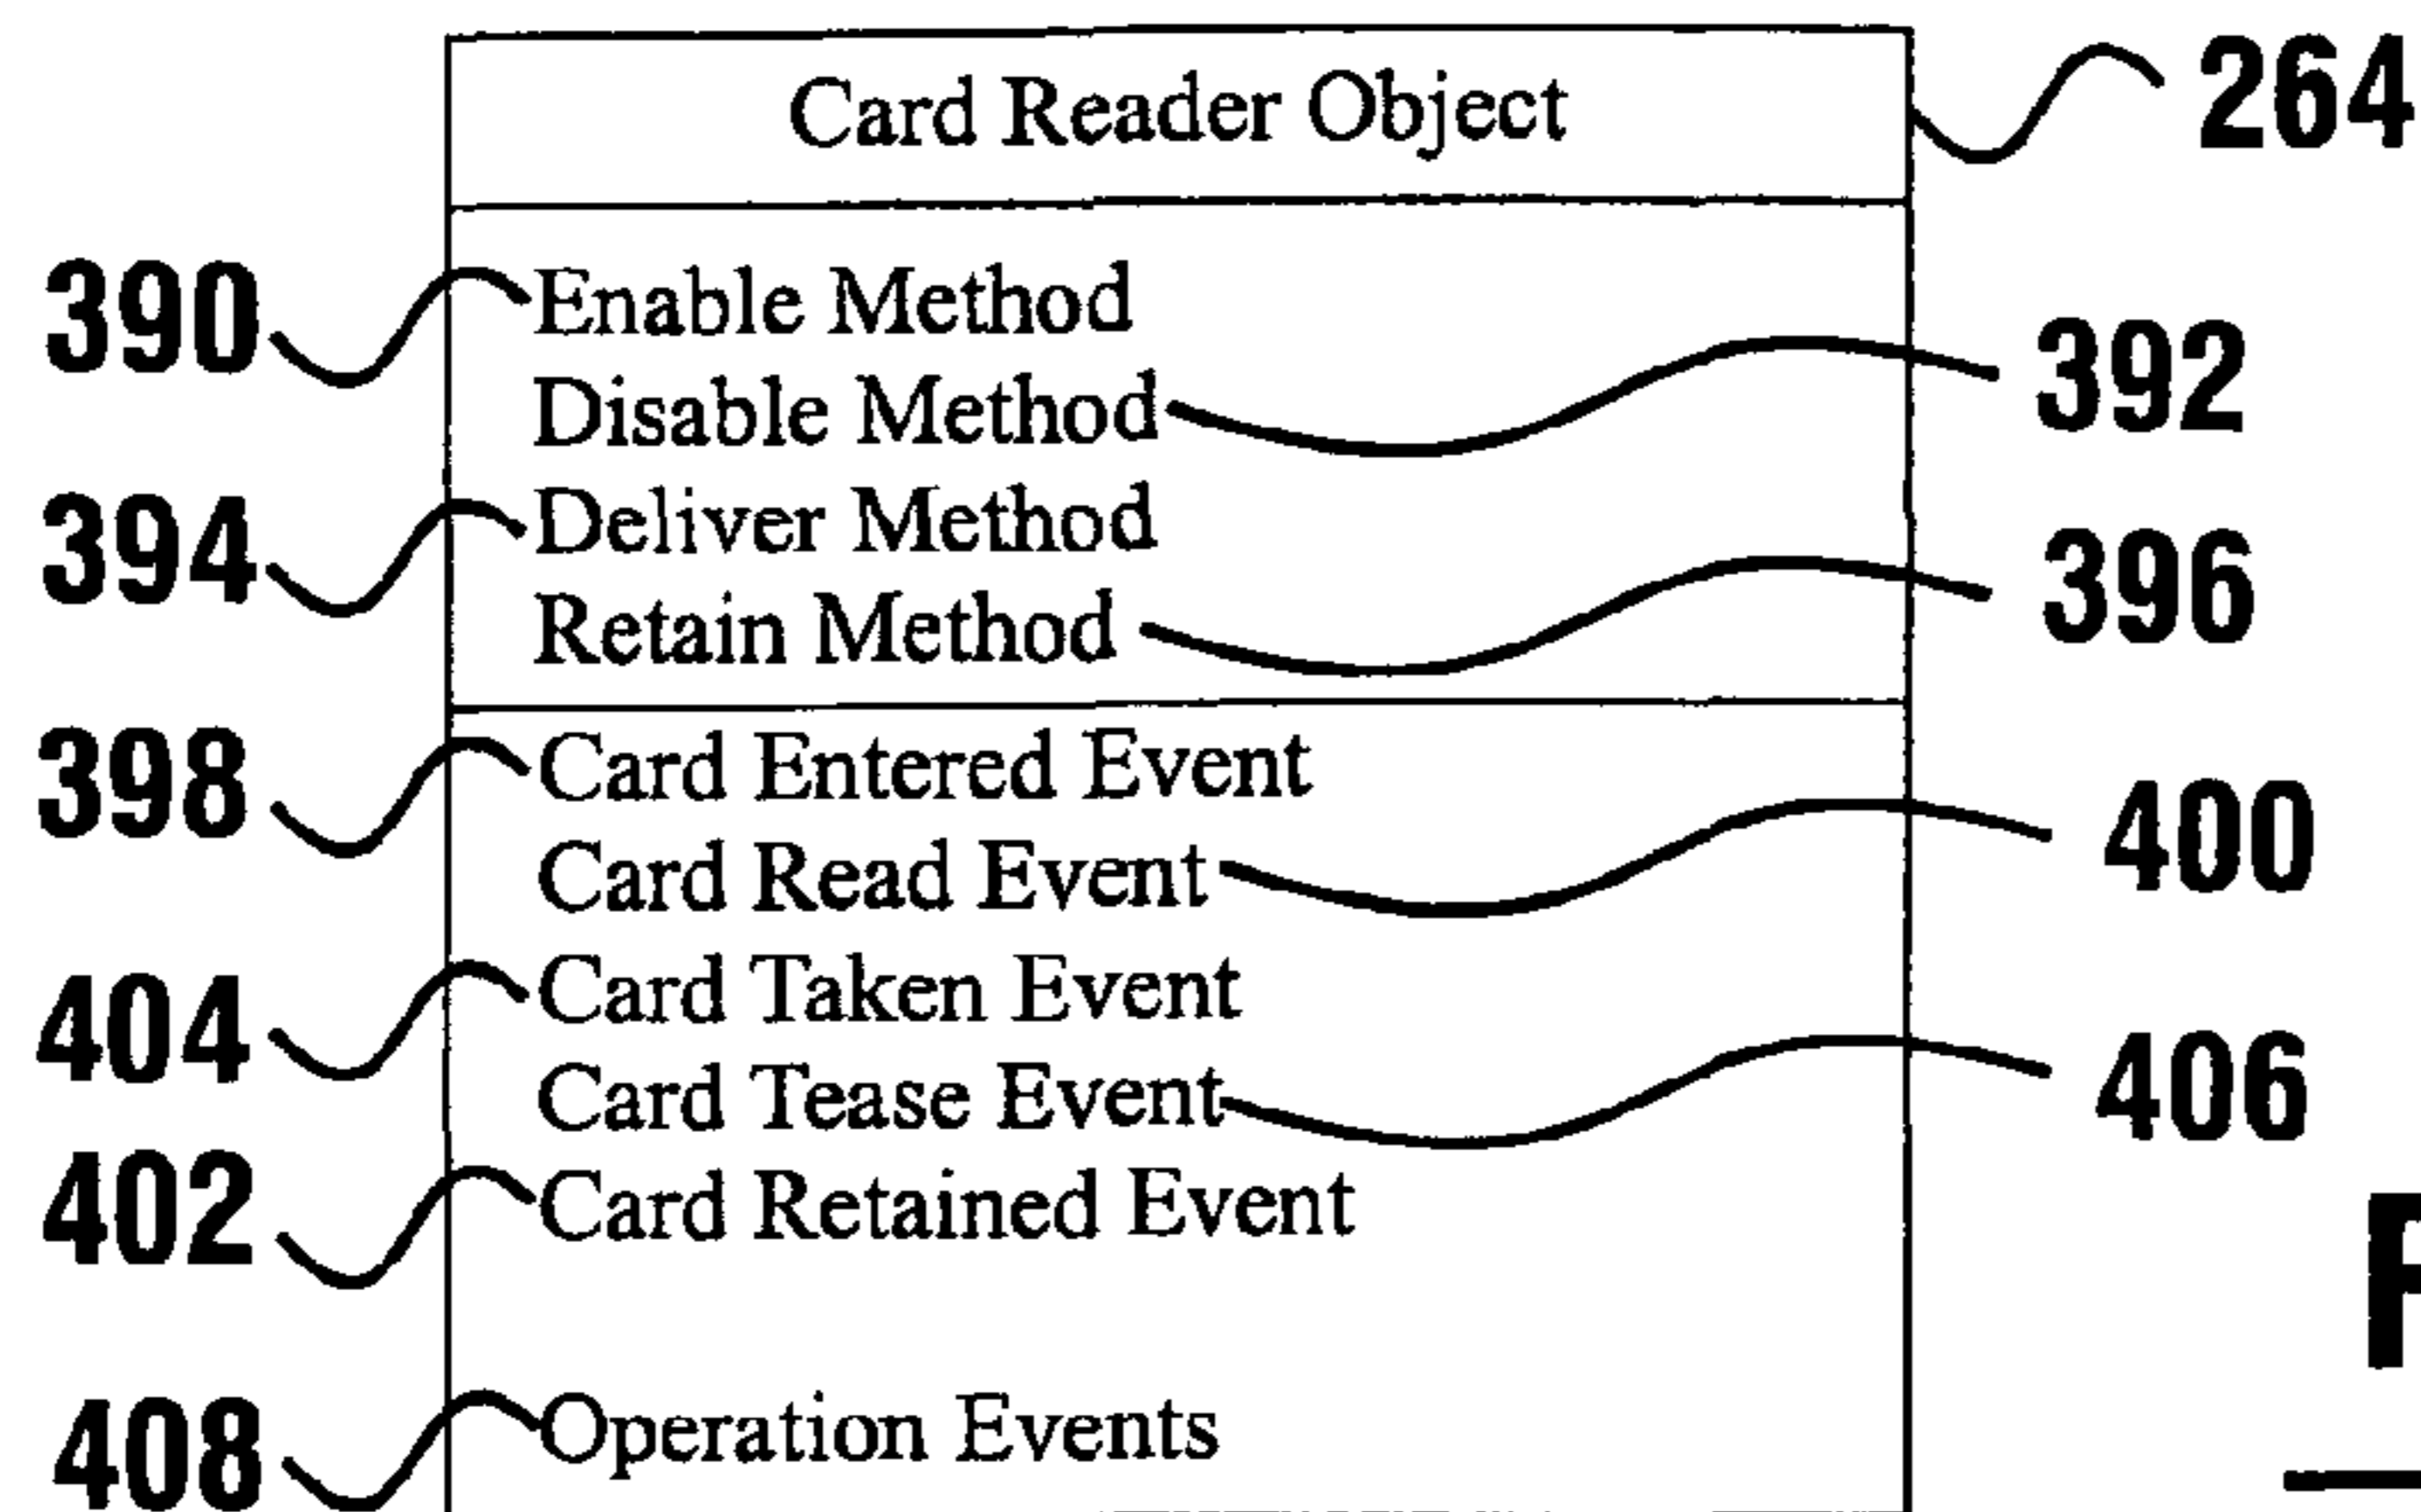 Card Reader Object 264
390 Enable Method
Disable Method 392
394 Deliver Method
Retain Method 396
398 Card Entered Event
Card Read Event 400
404 Card Taken Event
Card Tease Event 406
402 Card Retained Event
408 Operation Events